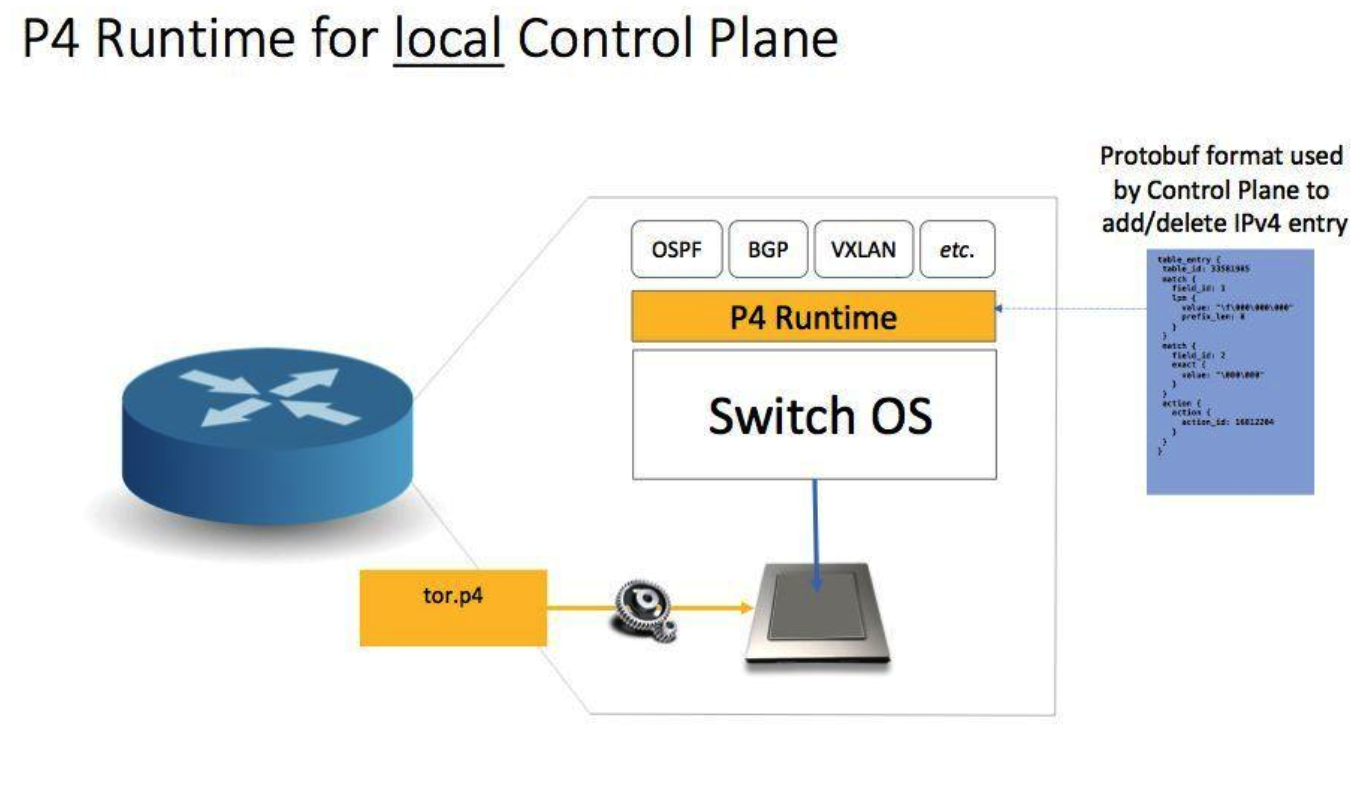 P4 Runtime for local Control Plane
Protobuf format used
by Control Plane to
add/delete IPv4 entry
OSPF
BGP
VXLAN
etc.
P4 Runtime
Switch OS
tor.p4
table_entry {
table_id: 33581985
match {
field_id: 1
lpm {
value: "\f\000\000\000"
prefix_len: 8
}
}
match {
field_id: 2
exact {
value: "\000\000"
}
}
action {
action {
action_id: 16812204
}
}
}